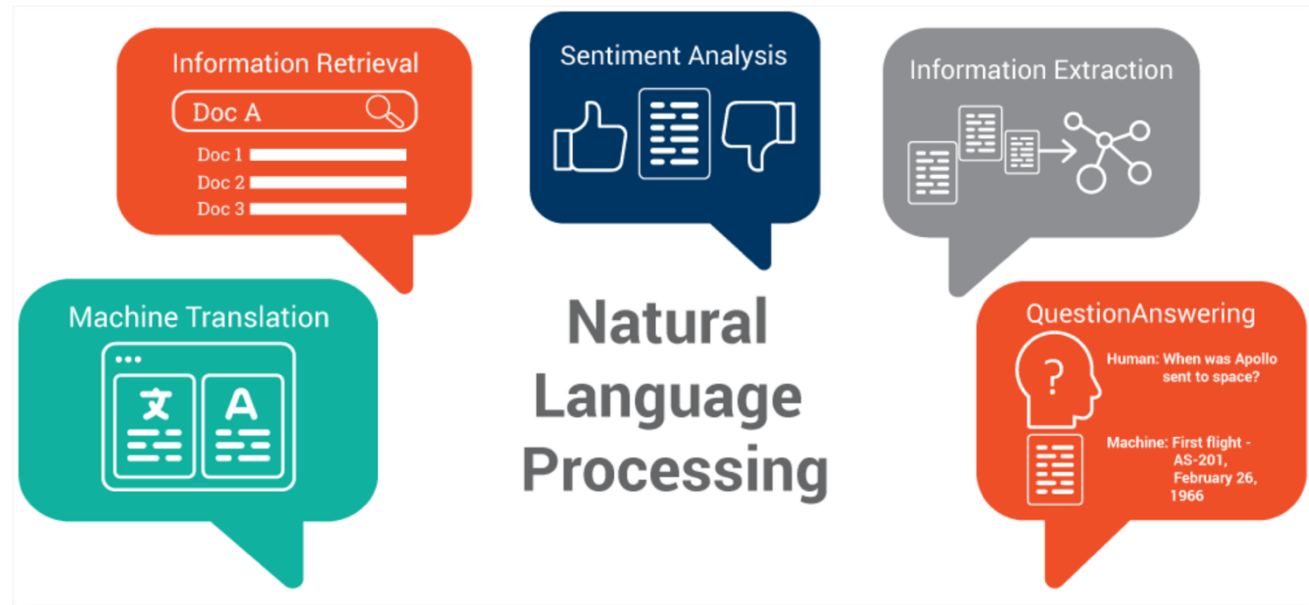 Information Retrieval
Doc A
Doc 1
Doc 2
Doc 3
Sentiment Analysis
Information Extraction
Machine Translation
文
A
Natural
Language
Processing
QuestionAnswering
?
Human: When was Apollo
sent to space?
Machine: First flight -
AS-201,
February 26,
1966